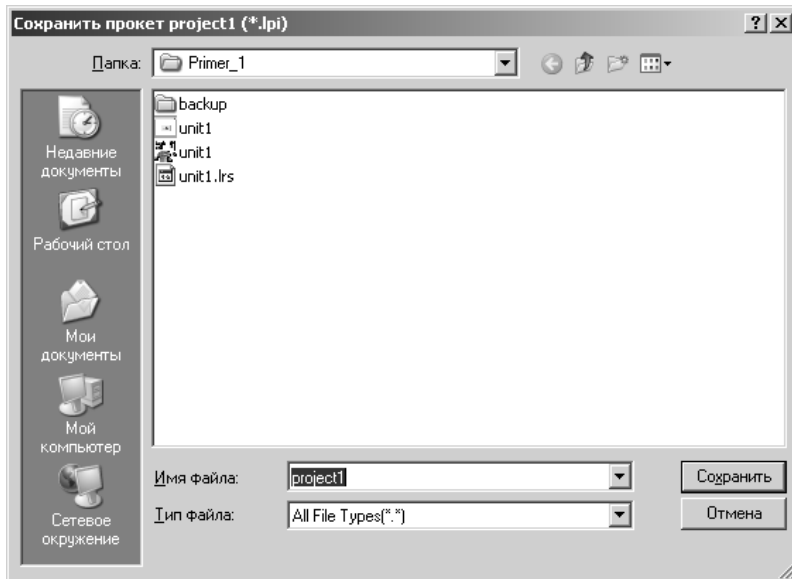 Сохранить прокет project1 (*.lpi)
Папка:
Primer_1
Недавние
документы
Рабочий стол
Мои
документы
Мой
компьютер
Сетевое
окружение
backup
unit1
unit1
unit1.lrs
Имя файла:
project1
Сохранить
Тип файла:
All File Types(*.*)
Отмена